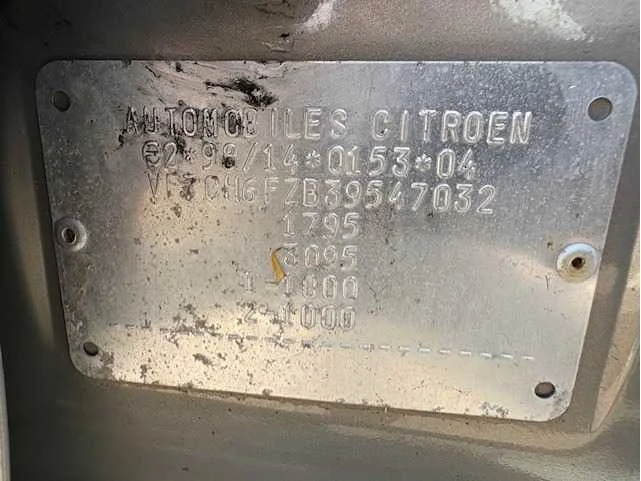 AUTOMOBILES CITROEN
e2*98/14*0153*04
VF7CH6FZB39547032
1795
3095
1-1000
2-1000